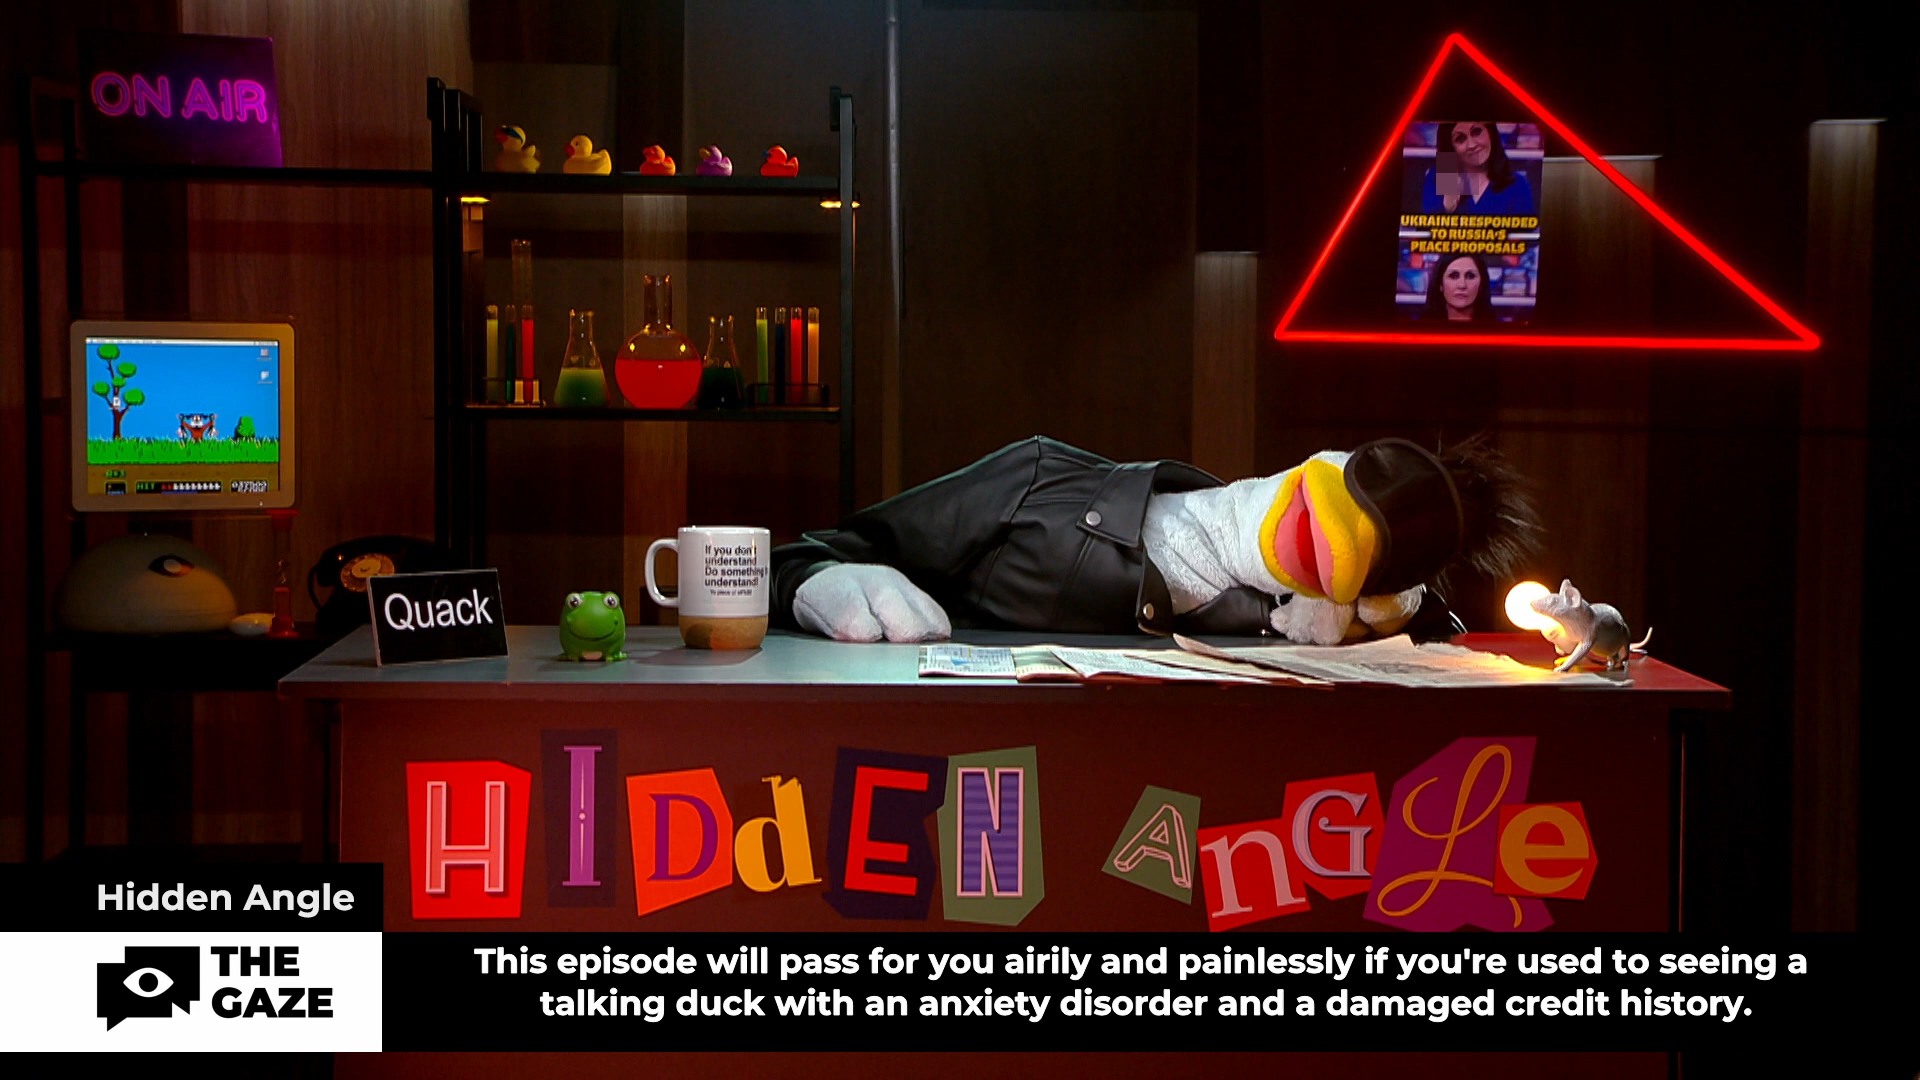 ON AIR
UKRAINE RESPONDED
TO RUSSIA'S
PEACE PROPOSALS
HIT
Quack
If you don't
understand
Do something
understand!
HIDdEN AnGLe
Hidden Angle
THE
GAZE
This episode will pass for you airily and painlessly if you're used to seeing a
talking duck with an anxiety disorder and a damaged credit history.